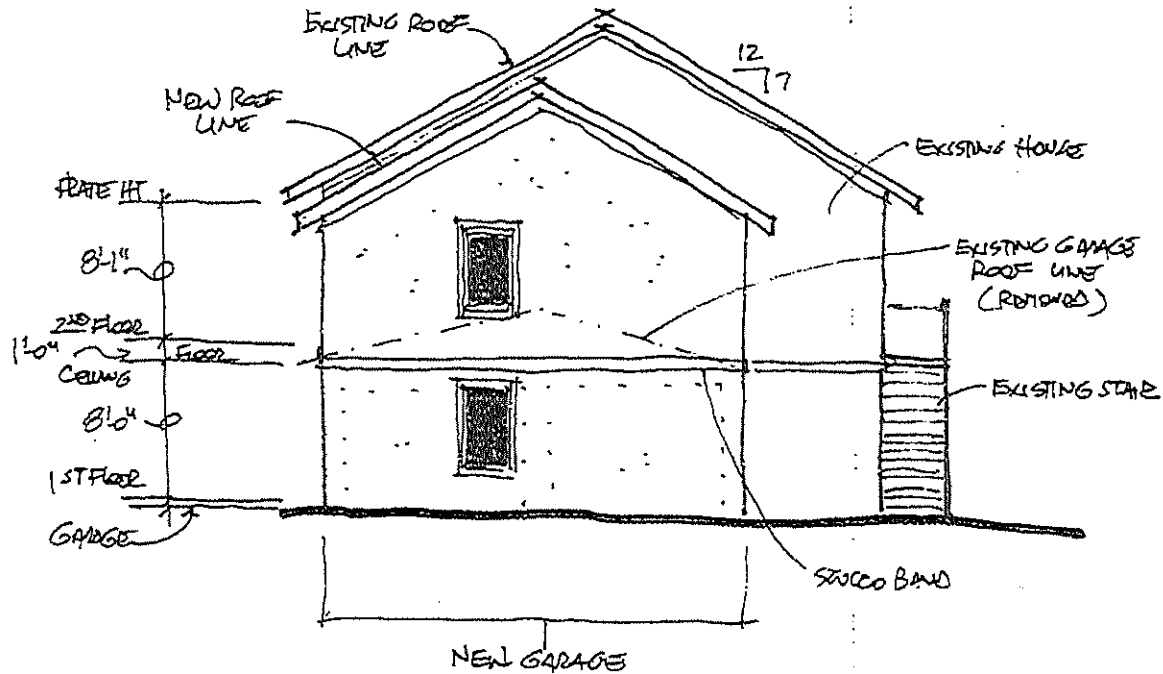 EXISTING ROOF
LINE
12
7
NEW ROOF
LINE
EXISTING HOUSE
PLATE HT
8'-1"
EXISTING GARAGE
ROOF LINE
(REMOVED)
2ND FLOOR
1'-0"
FLOOR
CEILING
EXISTING STAIR
8'-0"
1ST FLOOR
GARAGE
STUCCO BAND
NEW GARAGE